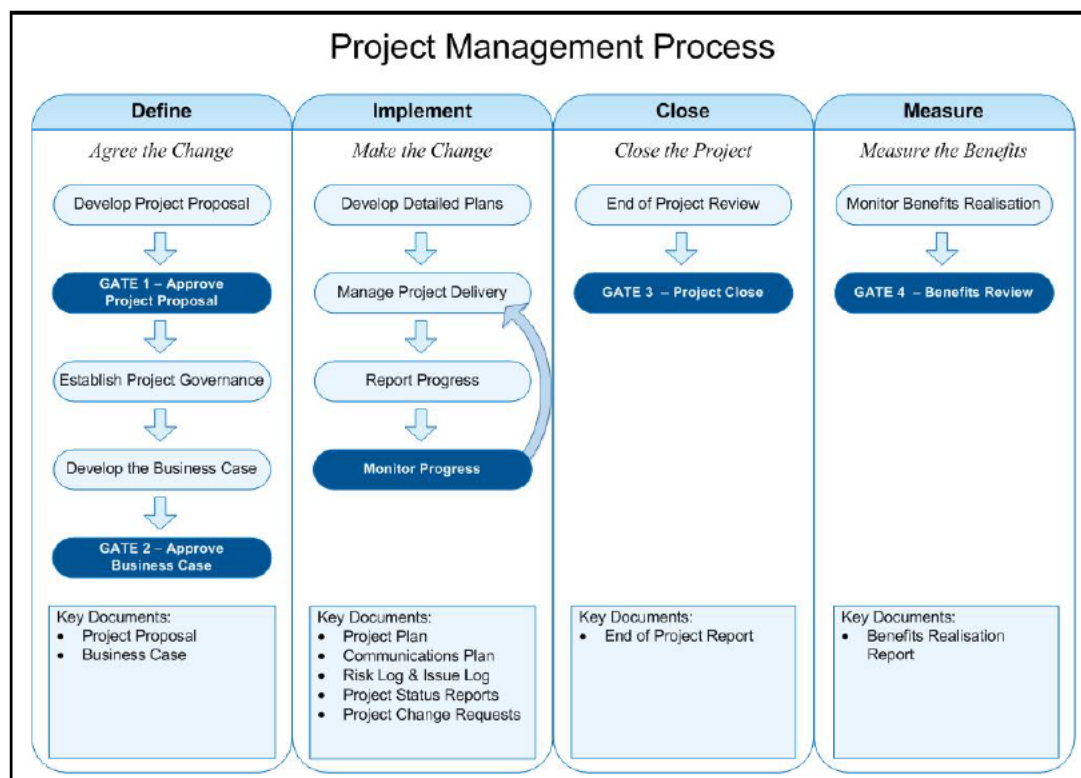 Project Management Process
Define
Agree the Change
Develop Project Proposal
GATE 1 – Approve
Project Proposal
Establish Project Governance
Develop the Business Case
GATE 2 – Approve
Business Case
Key Documents:
• Project Proposal
• Business Case
Implement
Make the Change
Develop Detailed Plans
Manage Project Delivery
Report Progress
Monitor Progress
Key Documents:
• Project Plan
• Communications Plan
• Risk Log & Issue Log
• Project Status Reports
• Project Change Requests
Close
Close the Project
End of Project Review
GATE 3 – Project Close
Key Documents:
• End of Project Report
Measure
Measure the Benefits
Monitor Benefits Realisation
GATE 4 – Benefits Review
Key Documents:
• Benefits Realisation
Report